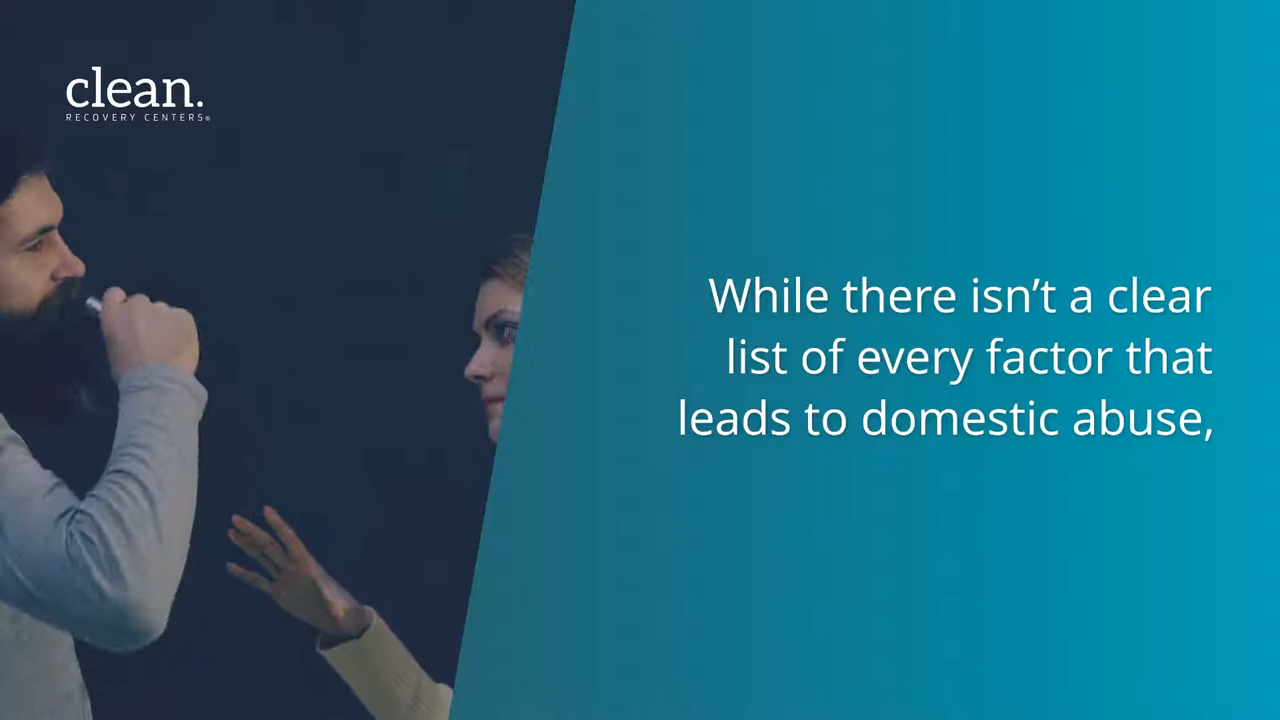 clean.
RECOVERY CENTERS®
While there isn’t a clear
list of every factor that
leads to domestic abuse,